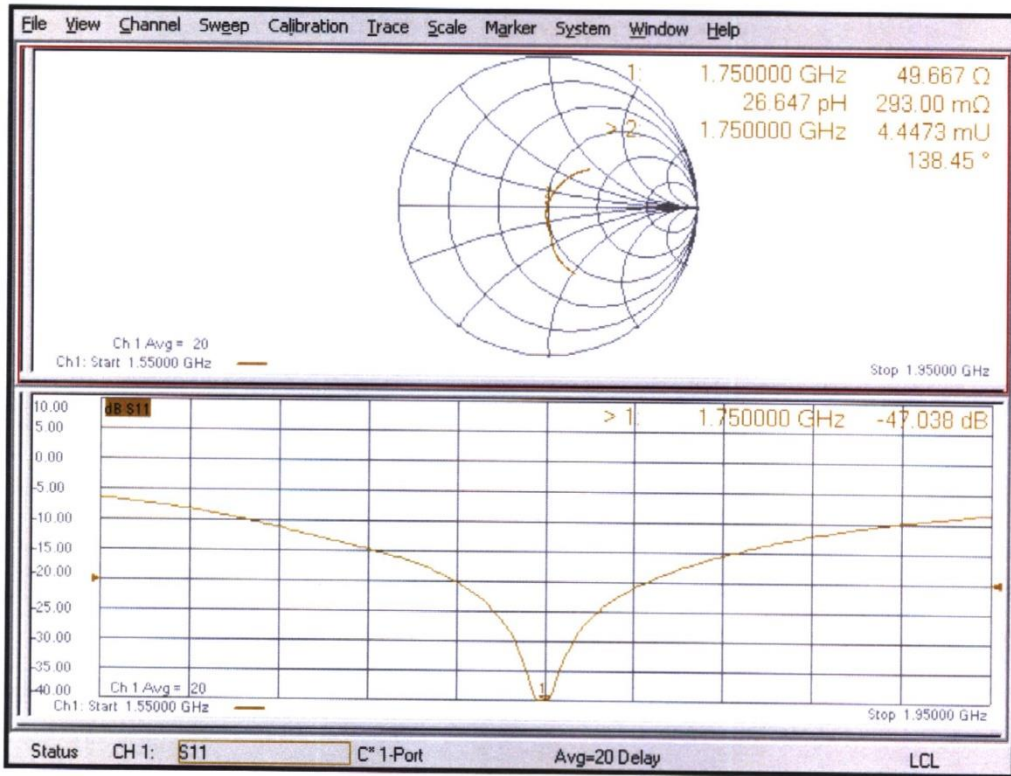 File View Channel Sweep Calibration Trace Scale Marker System Window Help
1: 1.750000 GHz 49.667 Ω
26.647 pH 293.00 mΩ
> 2: 1.750000 GHz 4.4473 mU
138.45 °
Ch 1 Avg = 20
Ch1: Start 1.55000 GHz
Stop 1.95000 GHz
10.00
dB S11
> 1: 1.750000 GHz -47.038 dB
5.00
0.00
-5.00
-10.00
-15.00
-20.00
-25.00
-30.00
-35.00
-40.00
1
Ch 1 Avg = 20
Ch1: Start 1.55000 GHz
Stop 1.95000 GHz
Status CH 1: S11 C* 1-Port Avg=20 Delay LCL